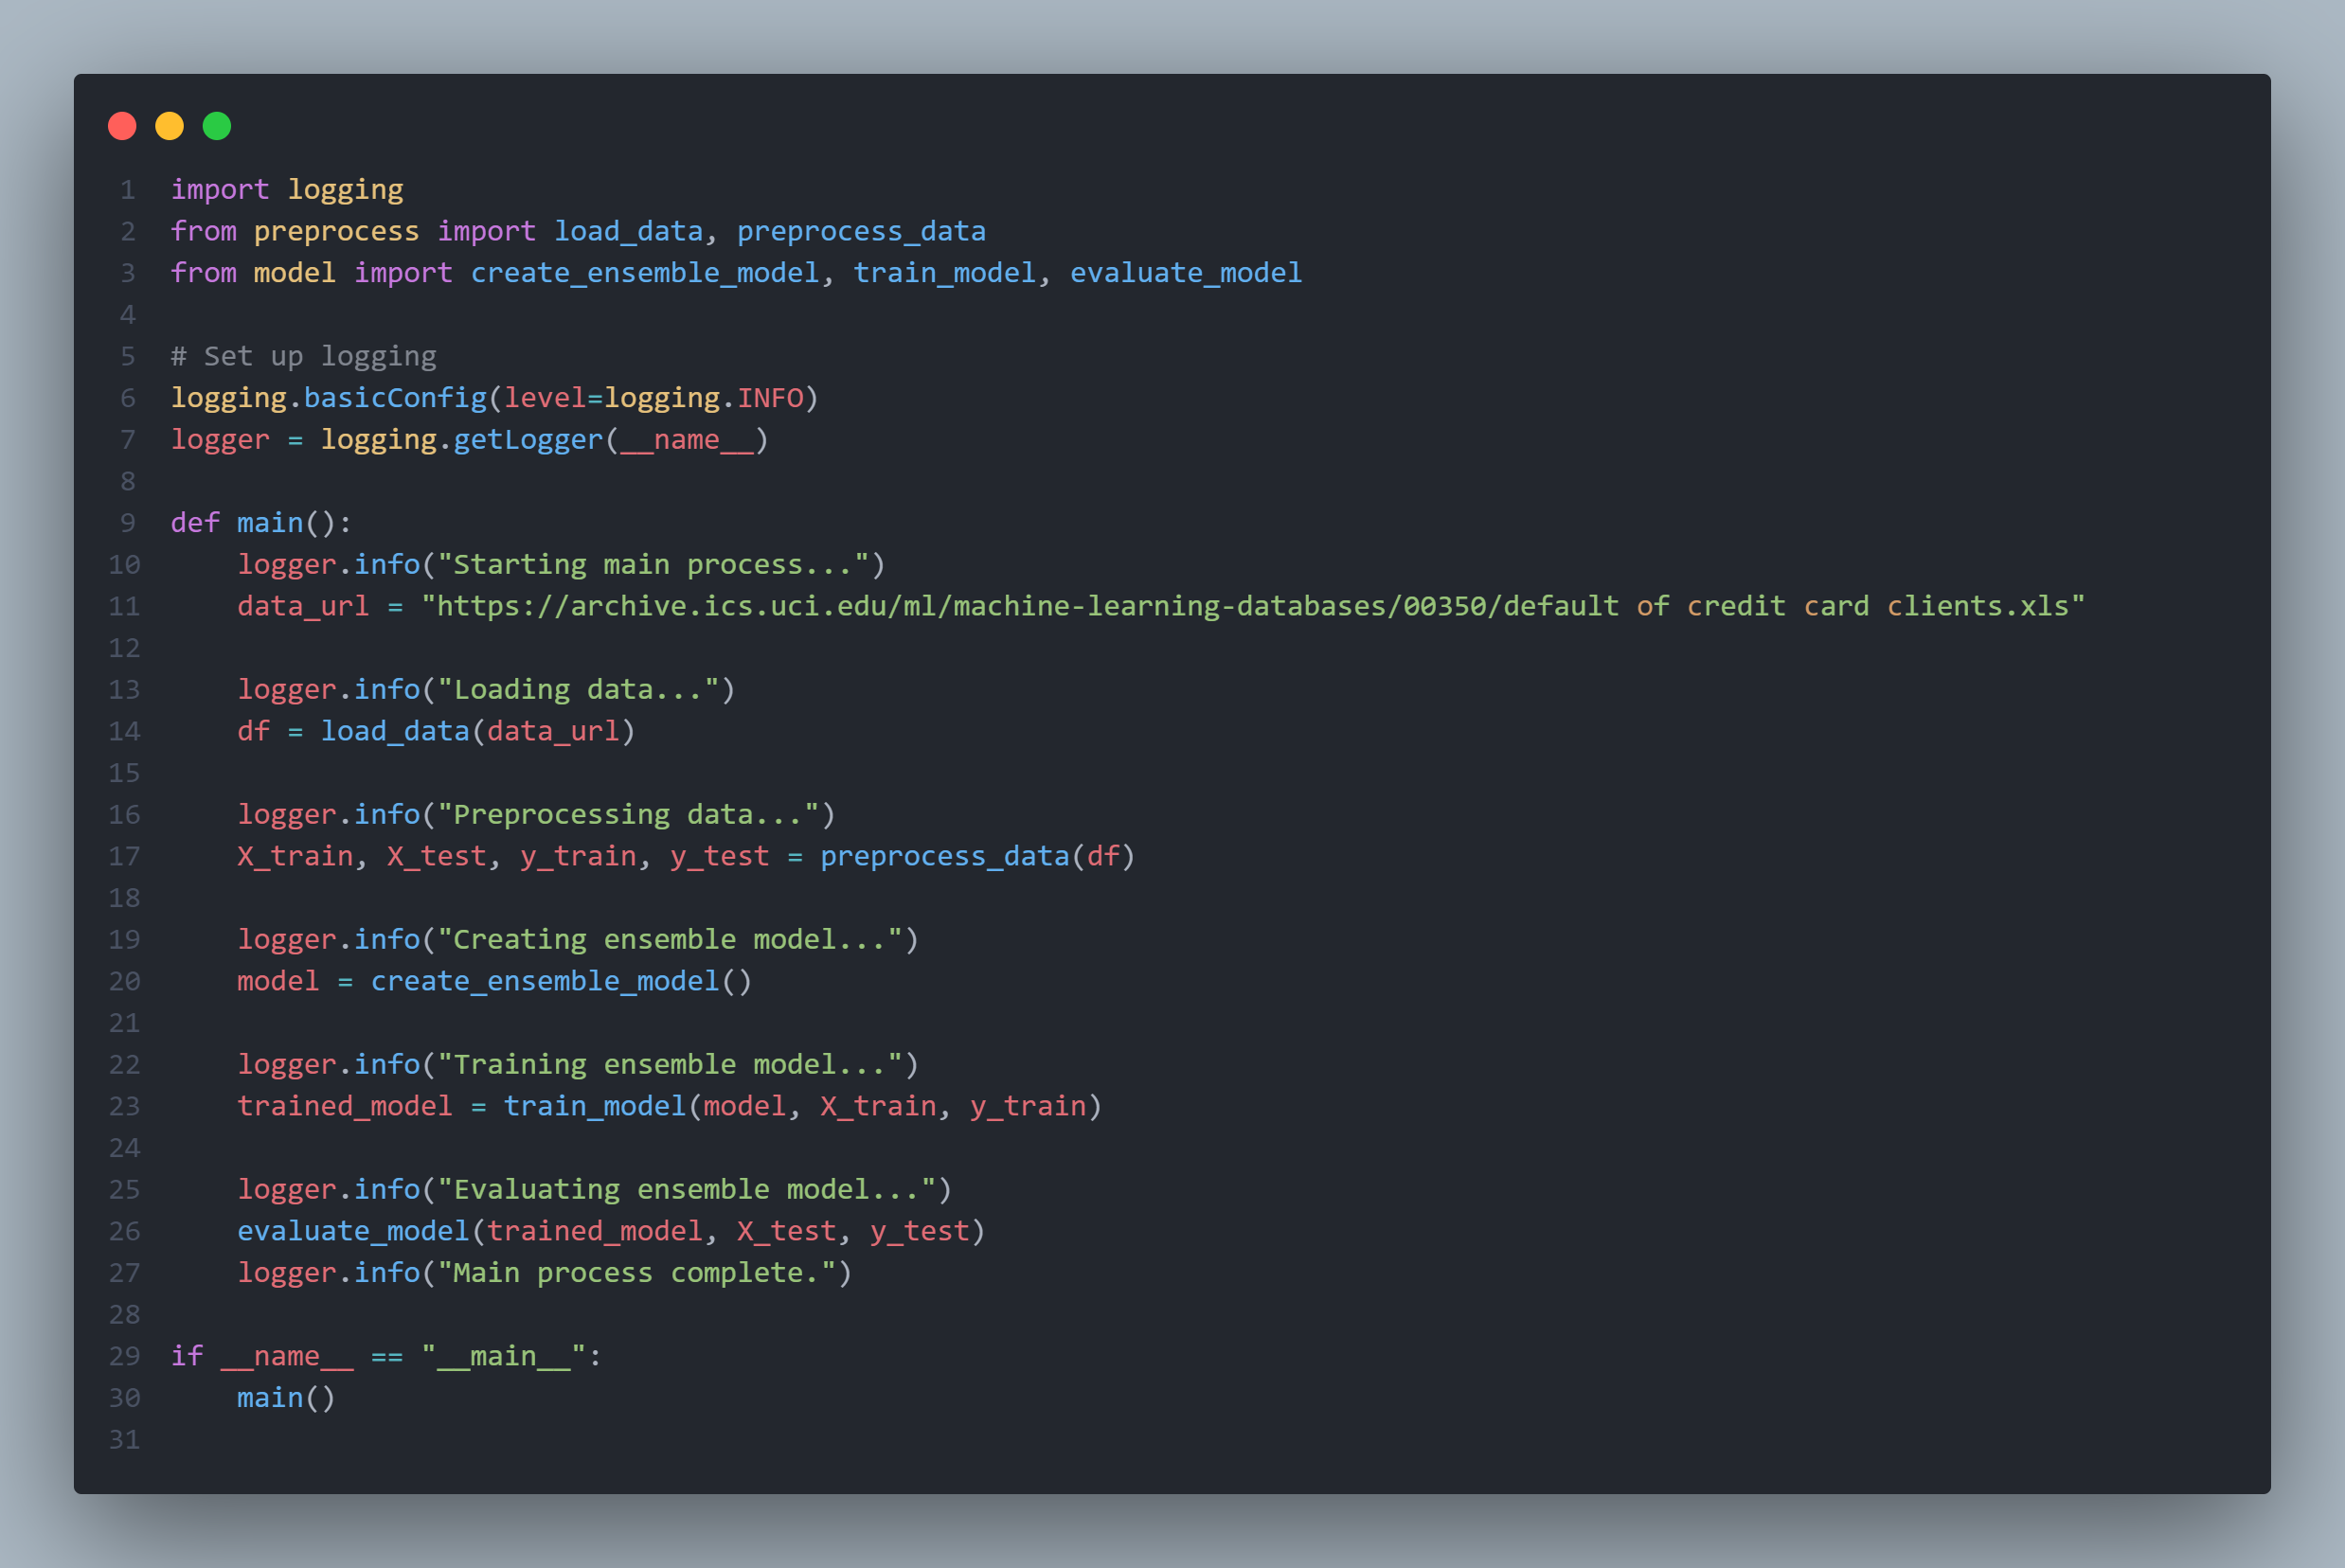 1 import logging
2 from preprocess import load_data, preprocess_data
3 from model import create_ensemble_model, train_model, evaluate_model
4
5 # Set up logging
6 logging.basicConfig(level=logging.INFO)
7 logger = logging.getLogger(__name__)
8
9 def main():
10     logger.info("Starting main process...")
11     data_url = "https://archive.ics.uci.edu/ml/machine-learning-databases/00350/default of credit card clients.xls"
12
13     logger.info("Loading data...")
14     df = load_data(data_url)
15
16     logger.info("Preprocessing data...")
17     X_train, X_test, y_train, y_test = preprocess_data(df)
18
19     logger.info("Creating ensemble model...")
20     model = create_ensemble_model()
21
22     logger.info("Training ensemble model...")
23     trained_model = train_model(model, X_train, y_train)
24
25     logger.info("Evaluating ensemble model...")
26     evaluate_model(trained_model, X_test, y_test)
27     logger.info("Main process complete.")
28
29 if __name__ == "__main__":
30     main()
31